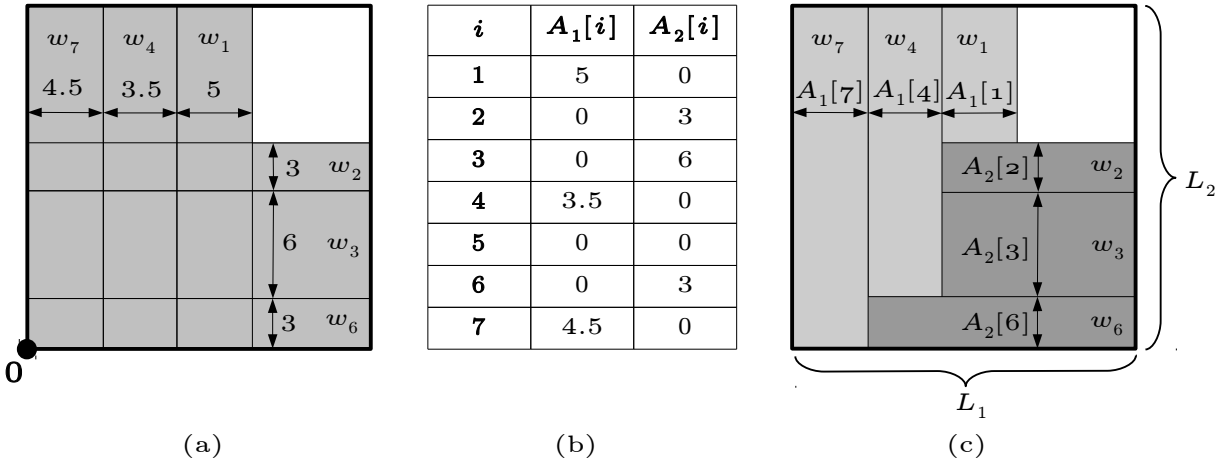 w₇ w₄ w₁
4.5 3.5 5
3 w₂
6 w₃
3 w₆
0
(a)
i A₁[i] A₂[i]
1 5 0
2 0 3
3 0 6
4 3.5 0
5 0 0
6 0 3
7 4.5 0
(b)
w₇ w₄ w₁
A₁[7] A₁[4] A₁[1]
A₂[2] w₂
A₂[3] w₃
A₂[6] w₆
L₂
L₁
(c)